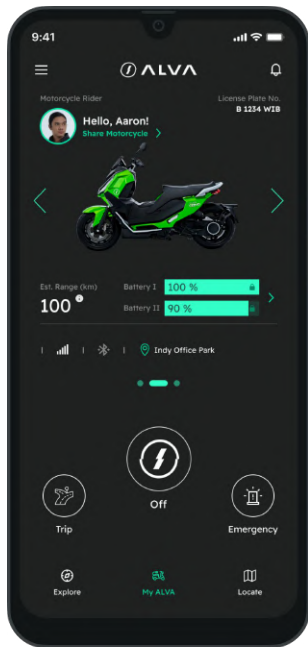 9:41
ALVA
Motorcycle Rider
License Plate No.
B 1234 WIB
Hello, Aaron!
Share Motorcycle
Est. Range (km)
100
Battery I 100 %
Battery II 90 %
Indy Office Park
Off
Trip
Emergency
Explore
My ALVA
Locate